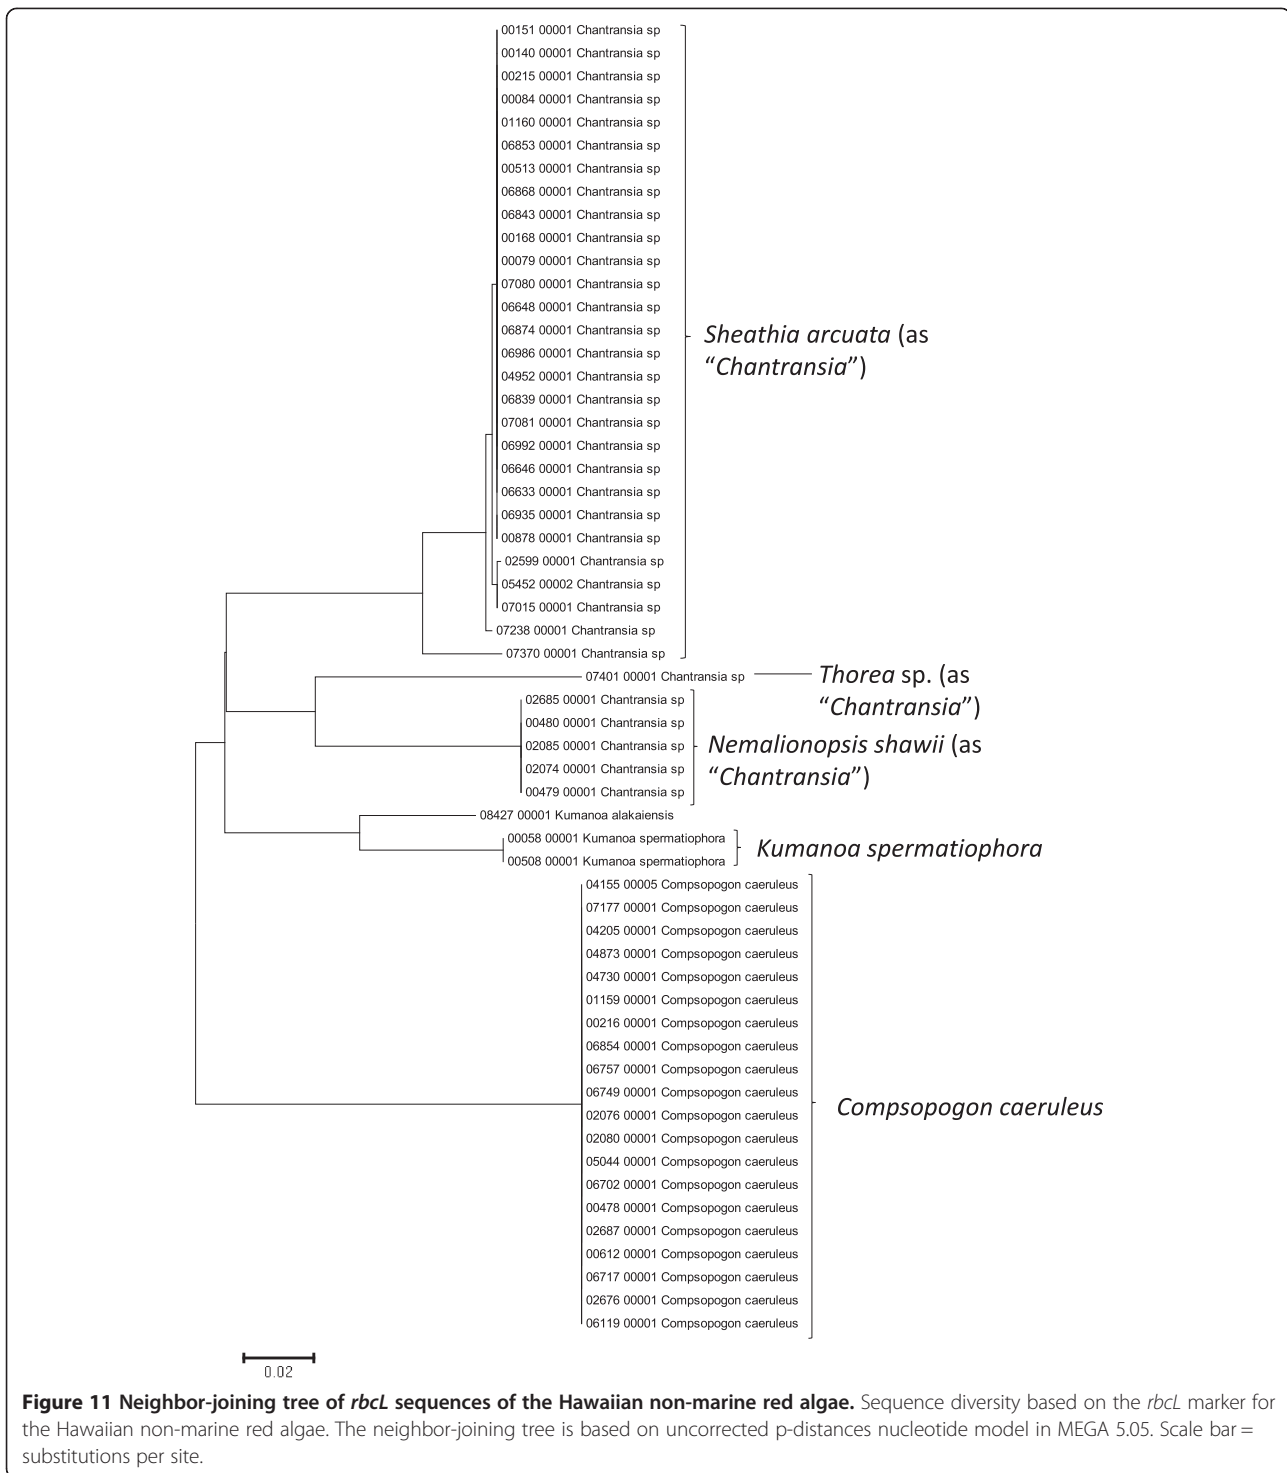 00151 00001 Chantransia sp
00140 00001 Chantransia sp
00215 00001 Chantransia sp
00084 00001 Chantransia sp
01160 00001 Chantransia sp
06853 00001 Chantransia sp
00513 00001 Chantransia sp
06868 00001 Chantransia sp
06843 00001 Chantransia sp
00168 00001 Chantransia sp
00079 00001 Chantransia sp
07080 00001 Chantransia sp
06648 00001 Chantransia sp
06874 00001 Chantransia sp
06986 00001 Chantransia sp
04952 00001 Chantransia sp
06839 00001 Chantransia sp
07081 00001 Chantransia sp
06992 00001 Chantransia sp
06646 00001 Chantransia sp
06633 00001 Chantransia sp
06935 00001 Chantransia sp
00878 00001 Chantransia sp
02599 00001 Chantransia sp
05452 00002 Chantransia sp
07015 00001 Chantransia sp
07238 00001 Chantransia sp
07370 00001 Chantransia sp
Sheathia arcuata (as
“Chantransia”)
07401 00001 Chantransia sp
Thorea sp. (as
“Chantransia”)
02685 00001 Chantransia sp
00480 00001 Chantransia sp
02085 00001 Chantransia sp
02074 00001 Chantransia sp
00479 00001 Chantransia sp
Nemalionopsis shawii (as
“Chantransia”)
08427 00001 Kumanoa alakaiensis
00058 00001 Kumanoa spermatiophora
00508 00001 Kumanoa spermatiophora
Kumanoa spermatiophora
04155 00005 Compsopogon caeruleus
07177 00001 Compsopogon caeruleus
04205 00001 Compsopogon caeruleus
04873 00001 Compsopogon caeruleus
04730 00001 Compsopogon caeruleus
01159 00001 Compsopogon caeruleus
00216 00001 Compsopogon caeruleus
06854 00001 Compsopogon caeruleus
06757 00001 Compsopogon caeruleus
06749 00001 Compsopogon caeruleus
02076 00001 Compsopogon caeruleus
02080 00001 Compsopogon caeruleus
05044 00001 Compsopogon caeruleus
06702 00001 Compsopogon caeruleus
00478 00001 Compsopogon caeruleus
02687 00001 Compsopogon caeruleus
00612 00001 Compsopogon caeruleus
06717 00001 Compsopogon caeruleus
02676 00001 Compsopogon caeruleus
06119 00001 Compsopogon caeruleus
Compsopogon caeruleus
0.02
Figure 11 Neighbor-joining tree of rbcL sequences of the Hawaiian non-marine red algae. Sequence diversity based on the rbcL marker for
the Hawaiian non-marine red algae. The neighbor-joining tree is based on uncorrected p-distances nucleotide model in MEGA 5.05. Scale bar =
substitutions per site.